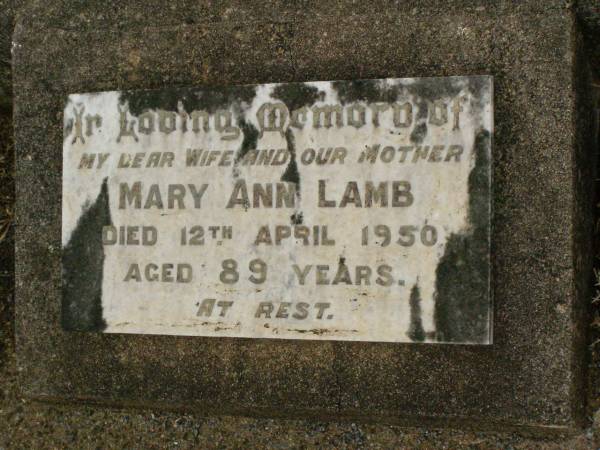 In Loving Memory of
MY DEAR WIFE AND OUR MOTHER
MARY ANN LAMB
DIED 12TH APRIL 1950
AGED 89 YEARS.
AT REST.